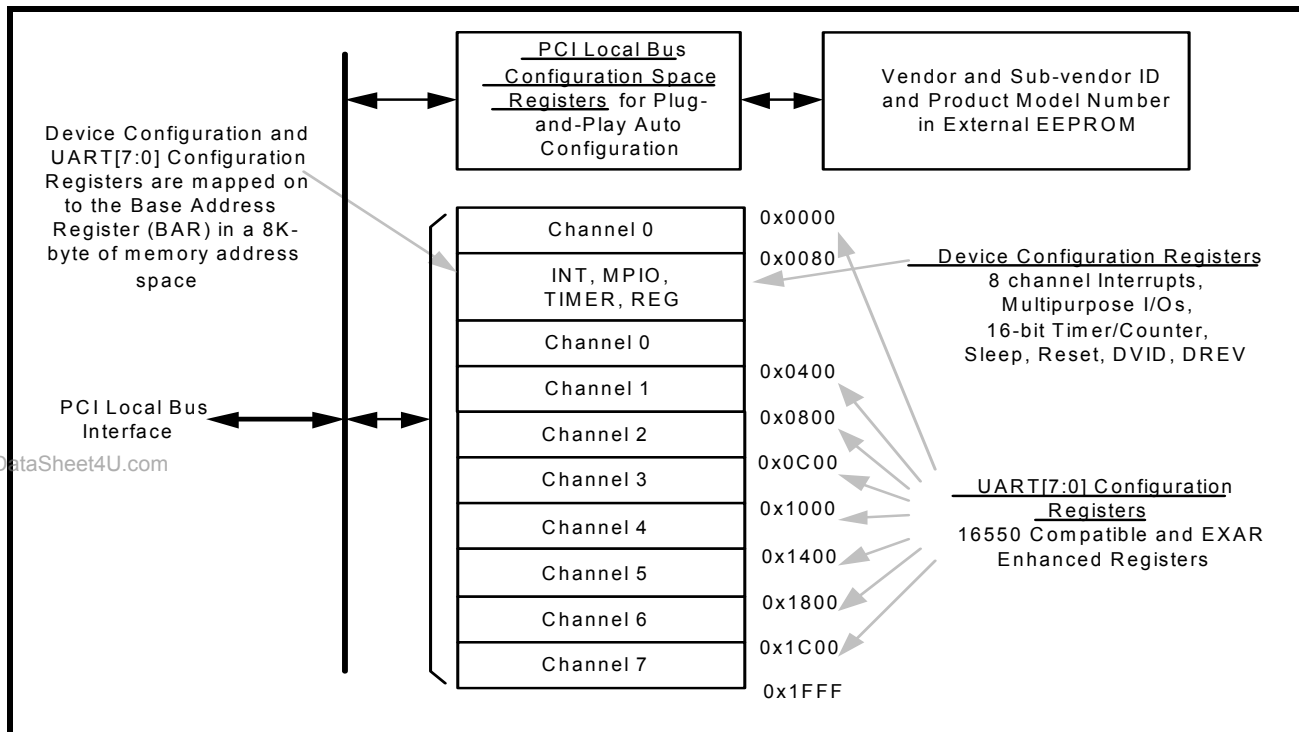 PCI Local Bus
Configuration Space
Registers for Plug-
and-Play Auto
Configuration
Vendor and Sub-vendor ID
and Product Model Number
in External EEPROM
Device Configuration and
UART[7:0] Configuration
Registers are mapped on
to the Base Address
Register (BAR) in a 8K-
byte of memory address
space
Channel 0
INT, MPIO,
TIMER, REG
Channel 0
Channel 1
Channel 2
Channel 3
Channel 4
Channel 5
Channel 6
Channel 7
0x0000
0x0080
0x0400
0x0800
0x0C00
0x1000
0x1400
0x1800
0x1C00
0x1FFF
Device Configuration Registers
8 channel Interrupts,
Multipurpose I/Os,
16-bit Timer/Counter,
Sleep, Reset, DVID, DREV
PCI Local Bus
Interface
DataSheet4U.com
UART[7:0] Configuration
Registers
16550 Compatible and EXAR
Enhanced Registers